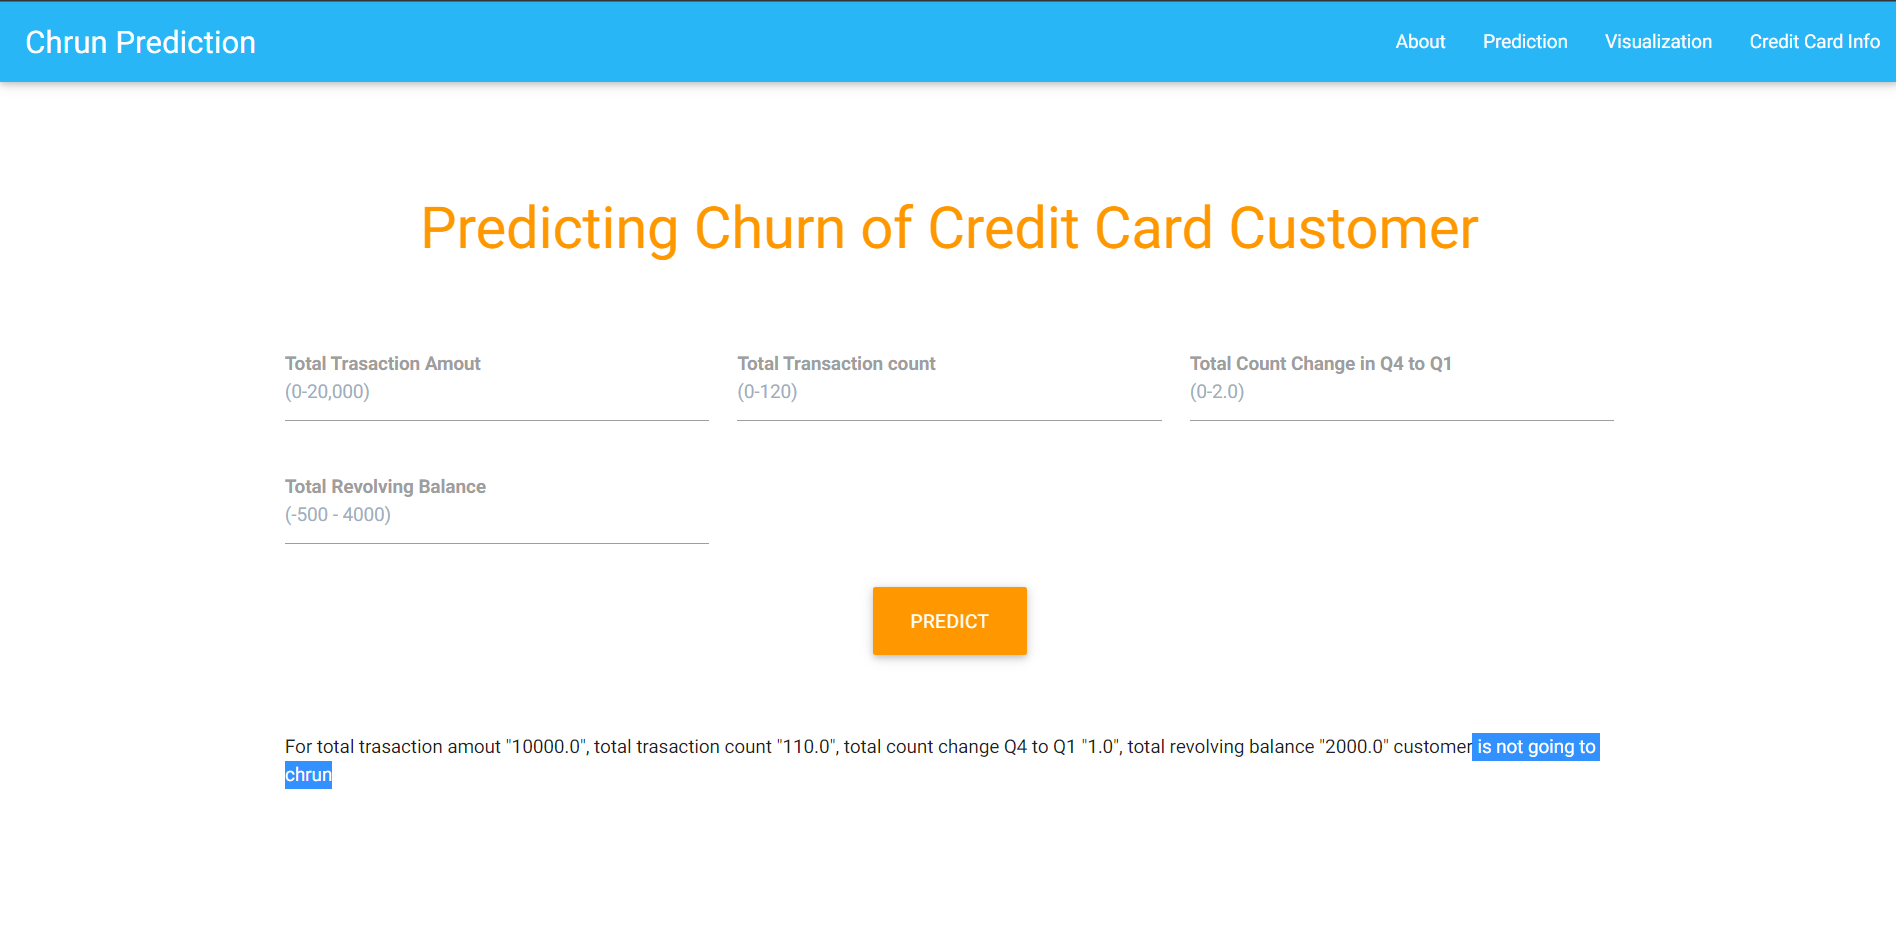 Chrun Prediction
About
Prediction
Visualization
Credit Card Info
Predicting Churn of Credit Card Customer
Total Trasaction Amout
(0-20,000)
Total Transaction count
(0-120)
Total Count Change in Q4 to Q1
(0-2.0)
Total Revolving Balance
(-500 - 4000)
PREDICT
For total trasaction amout "10000.0", total trasaction count "110.0", total count change Q4 to Q1 "1.0", total revolving balance "2000.0" customer is not going to
chrun